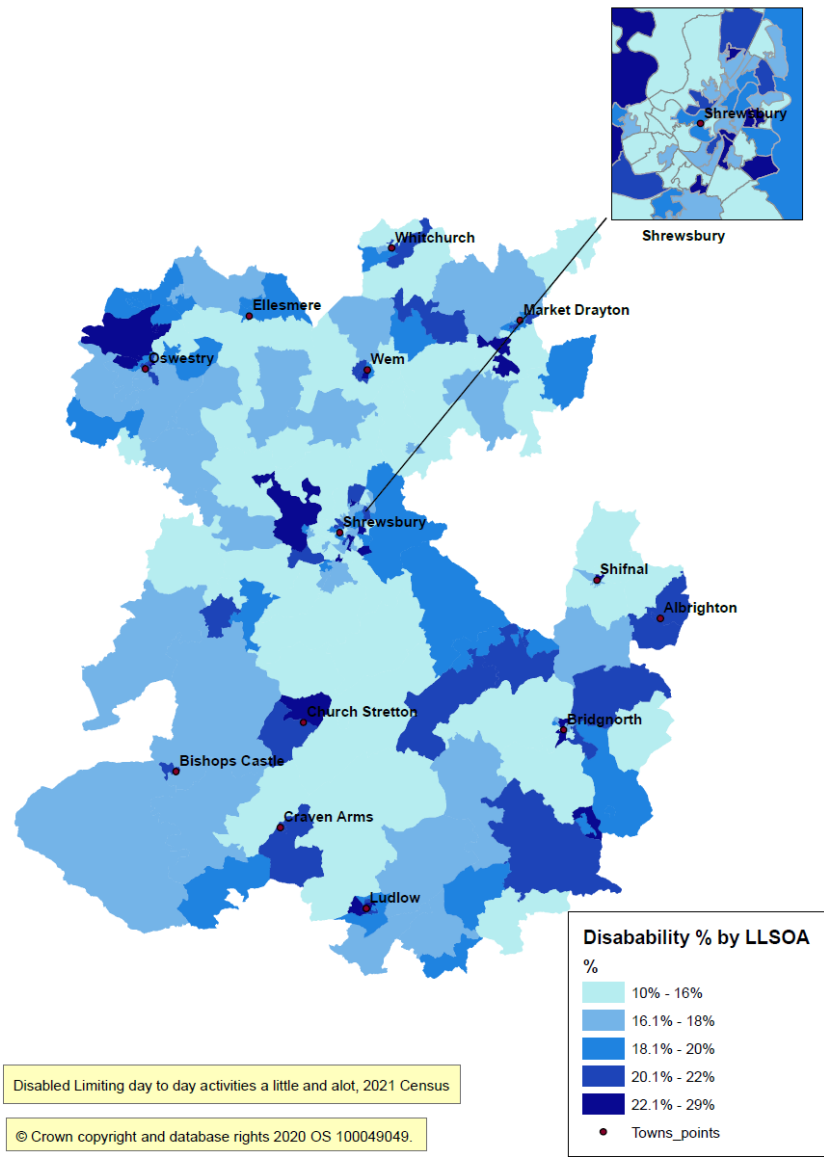 Shrewsbury
Shrewsbury
Whitchurch
Ellesmere
Market Drayton
Oswestry
Wem
Shrewsbury
Shifnal
Albrighton
Church Stretton
Bridgnorth
Bishops Castle
Craven Arms
Ludlow
Disabability % by LLSOA
%
10% - 16%
16.1% - 18%
18.1% - 20%
20.1% - 22%
22.1% - 29%
Towns_points
Disabled Limiting day to day activities a little and alot, 2021 Census
© Crown copyright and database rights 2020 OS 100049049.